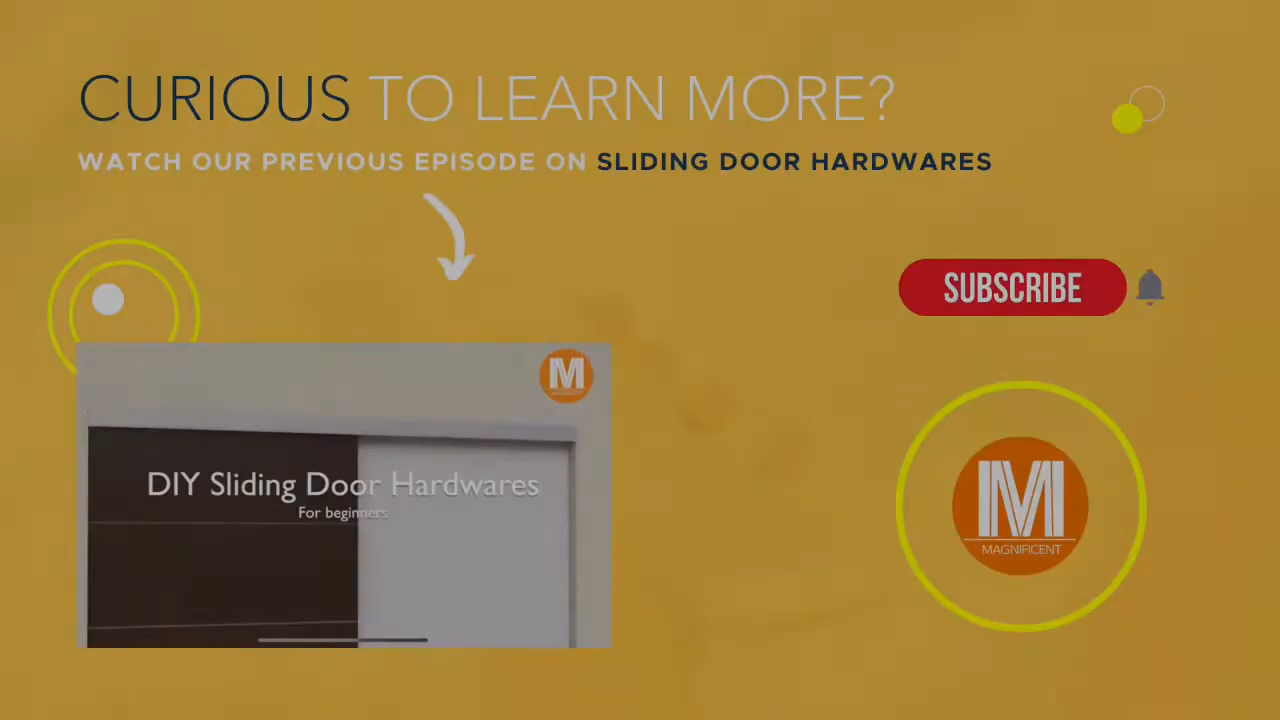 CURIOUS TO LEARN MORE?
WATCH OUR PREVIOUS EPISODE ON SLIDING DOOR HARDWARES
SUBSCRIBE
M
DIY Sliding Door Hardwares
For beginners
M
MAGNIFICENT